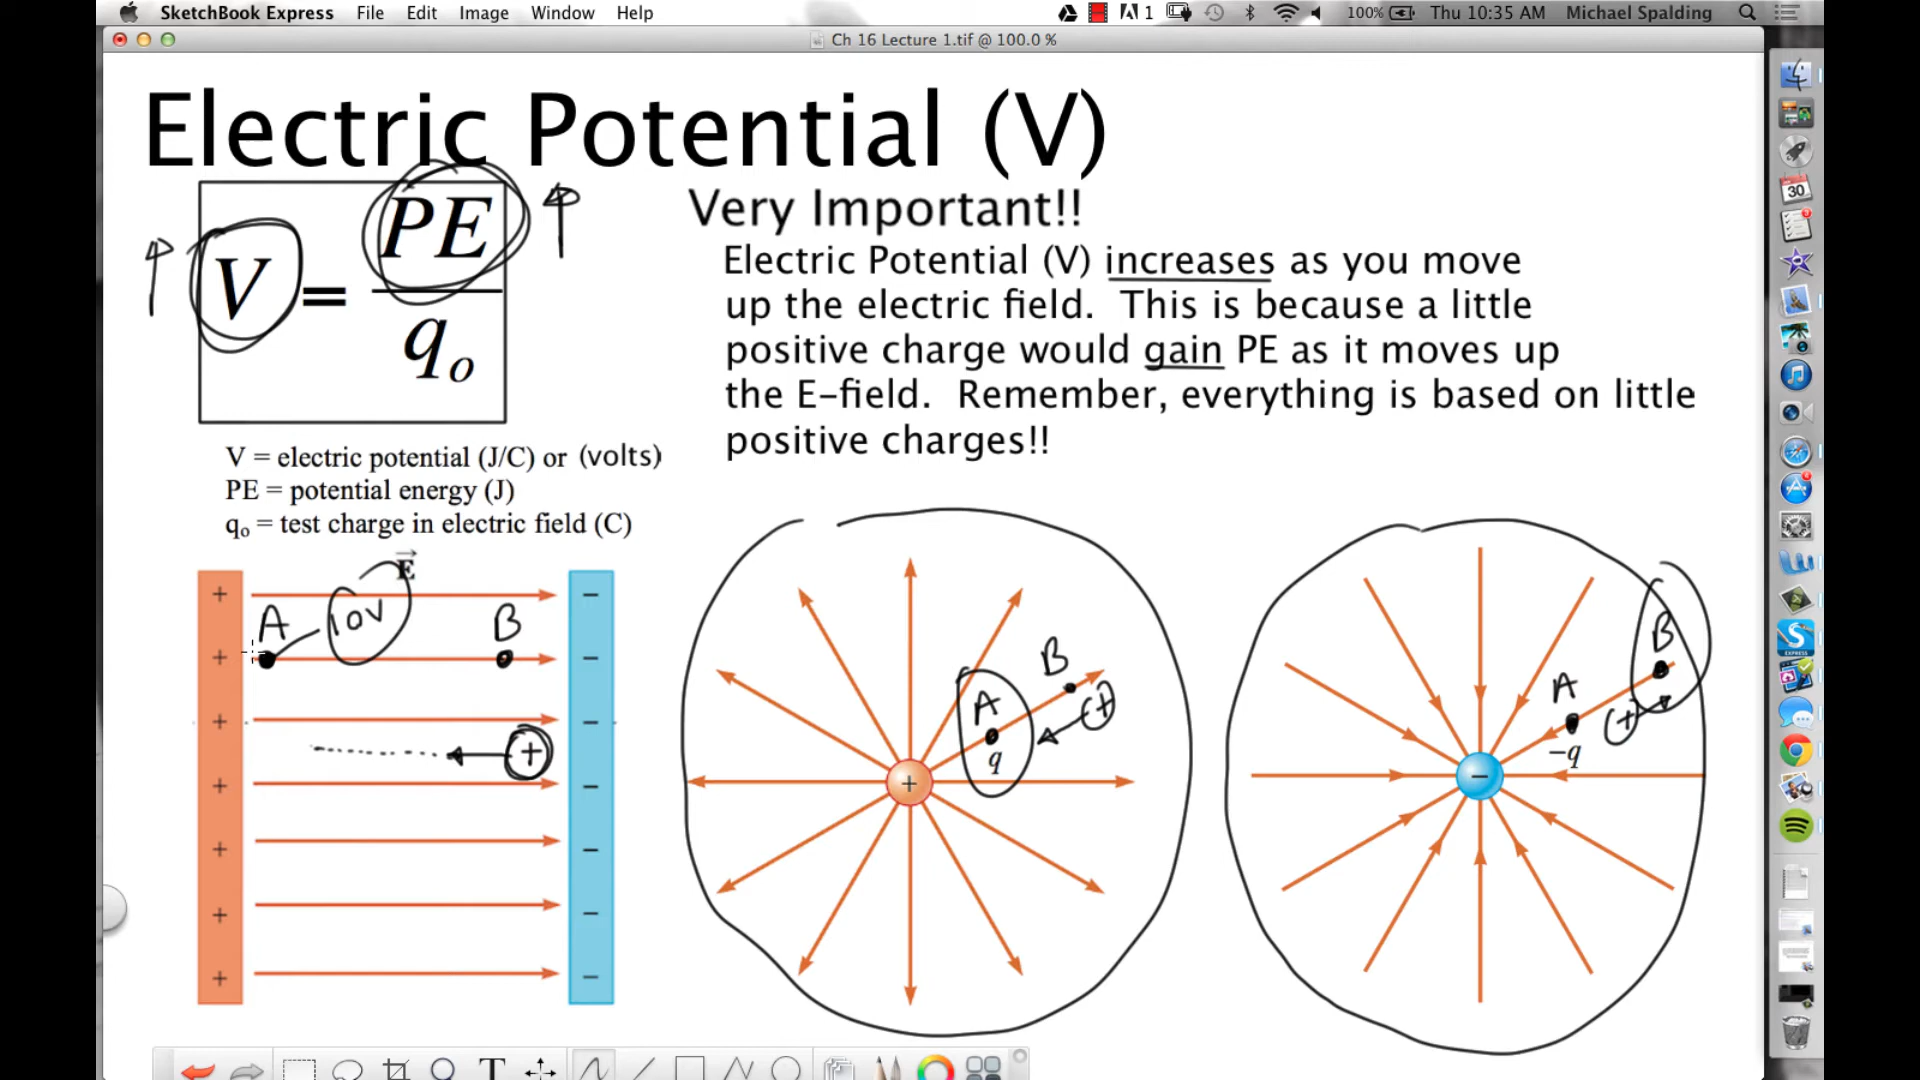 SketchBook Express File Edit Image Window Help 1 100% Thu 10:35 AM Michael Spalding
Ch 16 Lecture 1.tif @ 100.0 %
Electric Potential (V)
V = PE / qo
Very Important!!
Electric Potential (V) increases as you move
up the electric field. This is because a little
positive charge would gain PE as it moves up
the E-field. Remember, everything is based on little
positive charges!!
V = electric potential (J/C) or (volts)
PE = potential energy (J)
qo = test charge in electric field (C)
E
A 10V B
+ −
+ −
+ −
+ −
+ −
+ −
+ −
+
A B
q
+
(+)
A B
−q
−
(+)
30
T